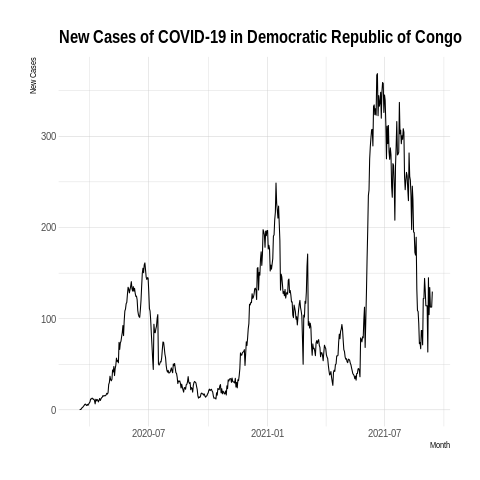 New Cases of COVID-19 in Democratic Republic of Congo
New Cases
300
200
100
0
2020-07
2021-01
2021-07
Month